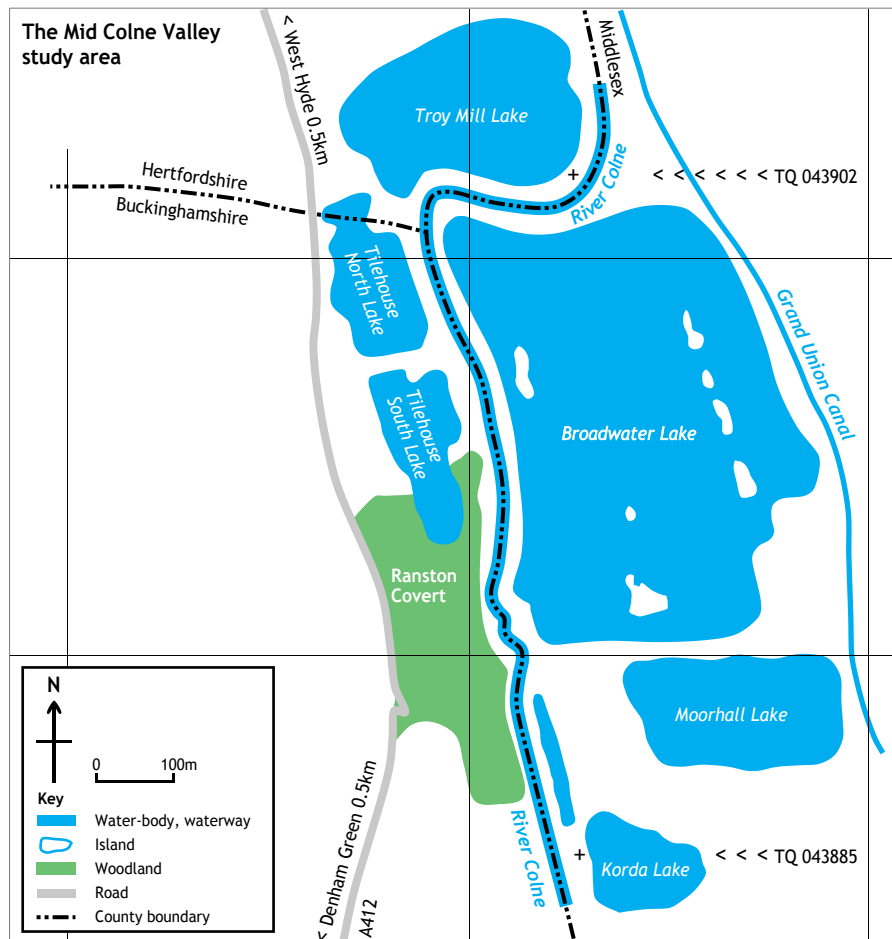 The Mid Colne Valley
study area
< West Hyde 0.5km
Middlesex
Troy Mill Lake
+
< < < < < < TQ 043902
River Colne
Hertfordshire
Buckinghamshire
Tilehouse
North Lake
Grand Union Canal
Tilehouse
South Lake
Broadwater Lake
Ranston
Covert
Moorhall Lake
River Colne
+
Korda Lake
< < < TQ 043885
< Denham Green 0.5km
A412
N
0 100m
Key
Water-body, waterway
Island
Woodland
Road
County boundary